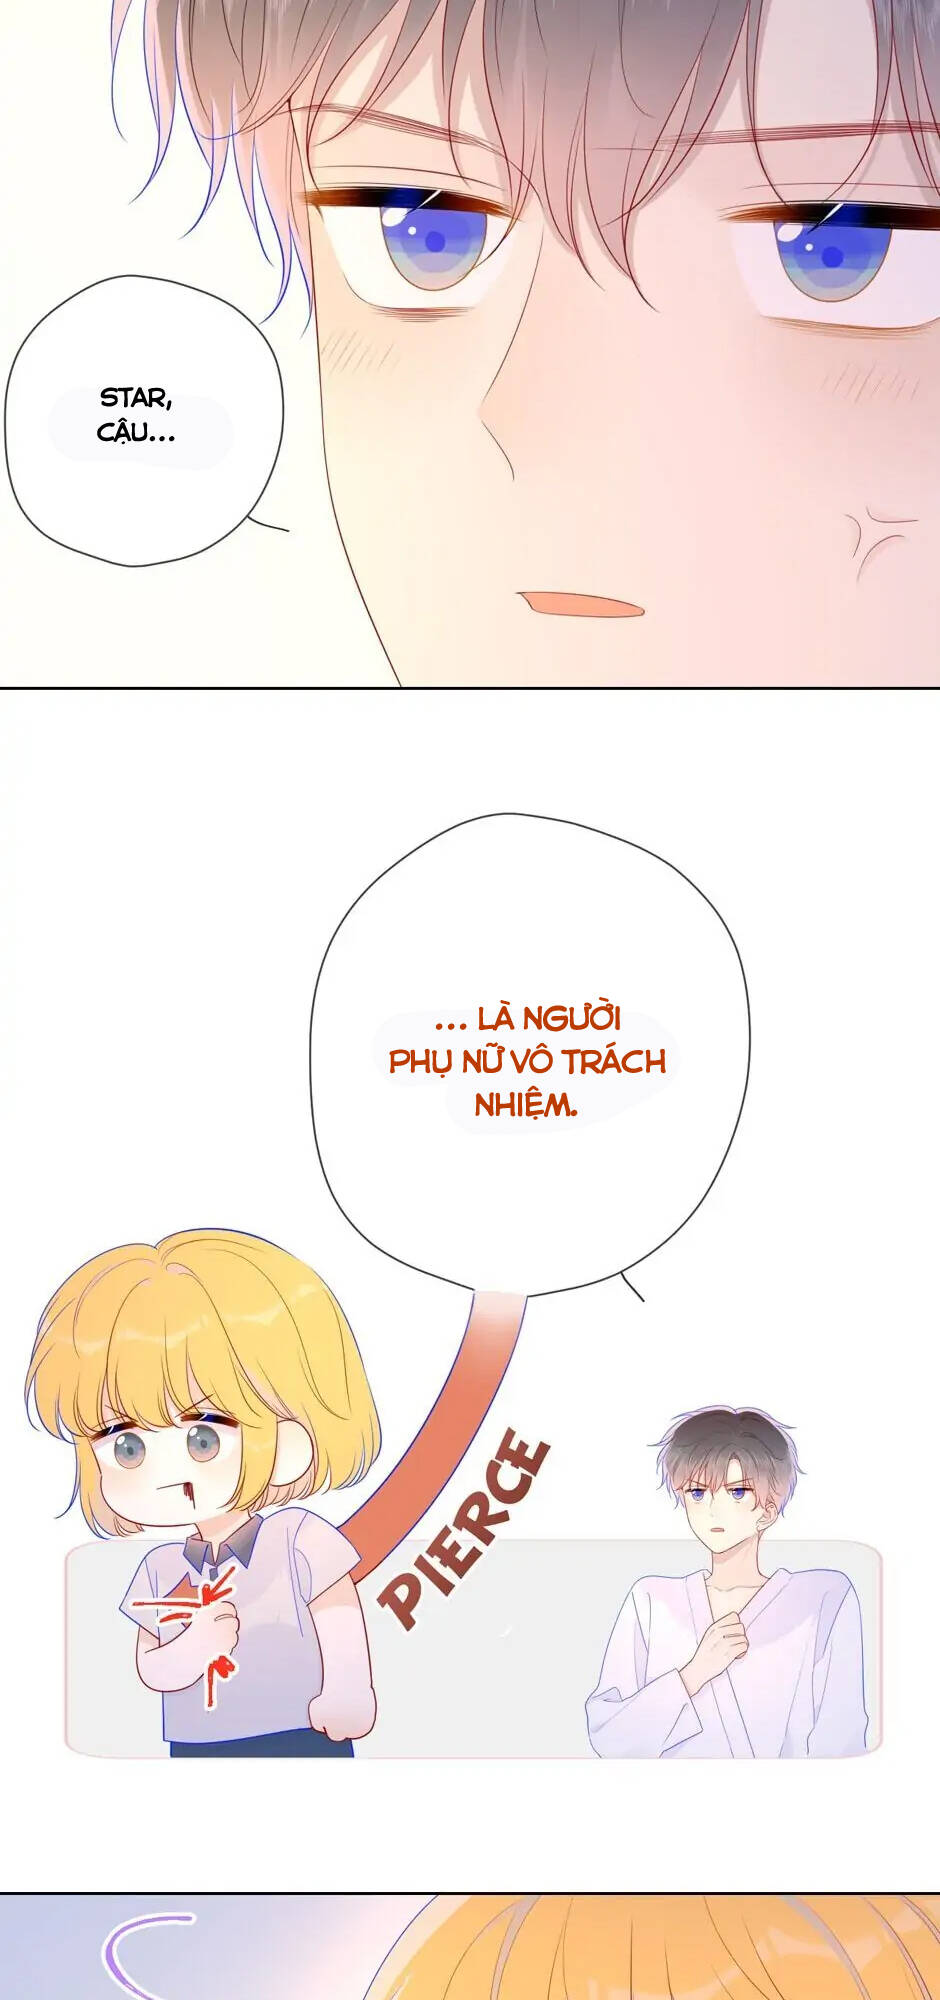 STAR,
CẬU...
... LÀ NGƯỜI
PHỤ NỮ VÔ TRÁCH
NHIỆM.
PIERCE